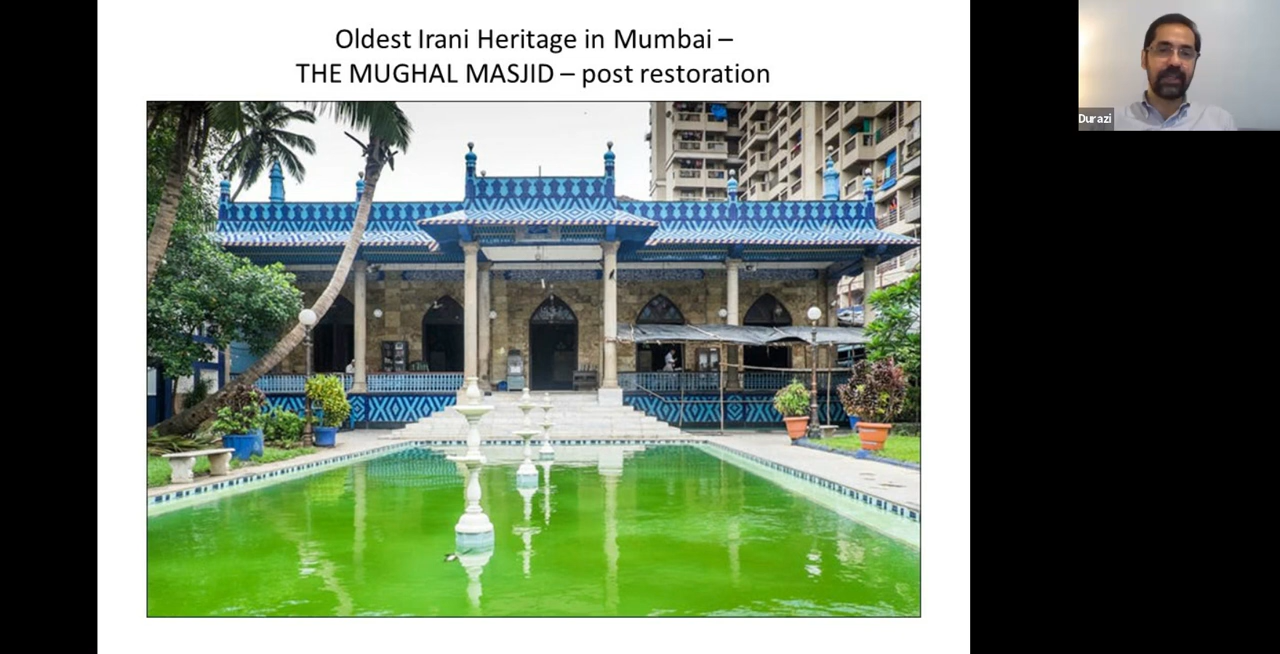 Oldest Irani Heritage in Mumbai –
THE MUGHAL MASJID – post restoration
Durazi